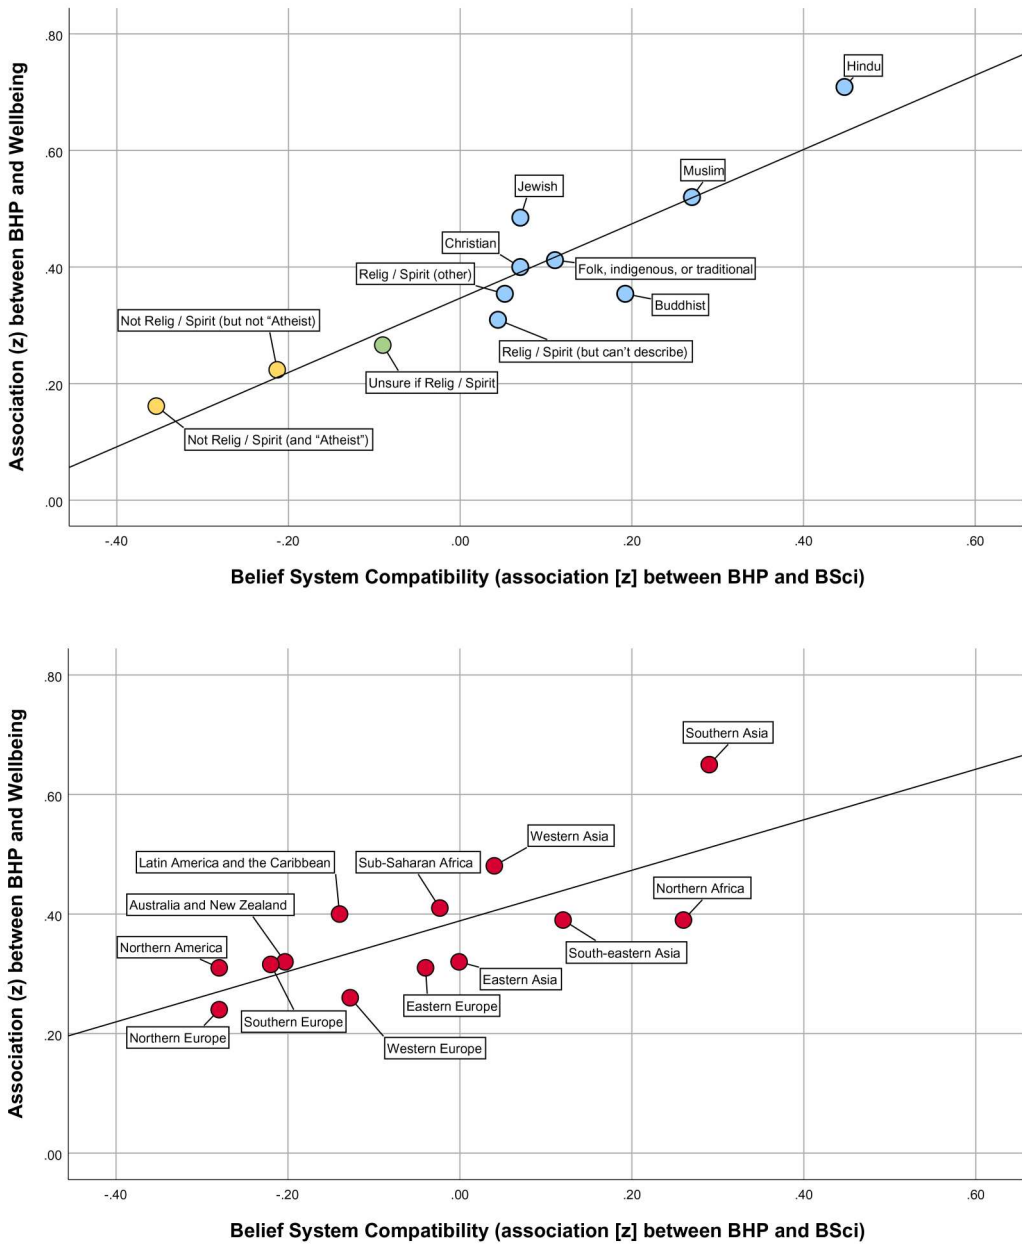 Association (z) between BHP and Wellbeing
.80
.60
.40
.20
.00
Hindu
Muslim
Jewish
Christian
Folk, indigenous, or traditional
Relig / Spirit (other)
Buddhist
Not Relig / Spirit (but not “Atheist)
Relig / Spirit (but can’t describe)
Unsure if Relig / Spirit
Not Relig / Spirit (and “Atheist”)
-.40
-.20
.00
.20
.40
.60
Belief System Compatibility (association [z] between BHP and BSci)
Association (z) between BHP and Wellbeing
.80
.60
.40
.20
.00
Southern Asia
Western Asia
Latin America and the Caribbean
Sub-Saharan Africa
Northern Africa
Australia and New Zealand
Northern America
South-eastern Asia
Eastern Asia
Eastern Europe
Southern Europe
Northern Europe
Western Europe
-.40
-.20
.00
.20
.40
.60
Belief System Compatibility (association [z] between BHP and BSci)